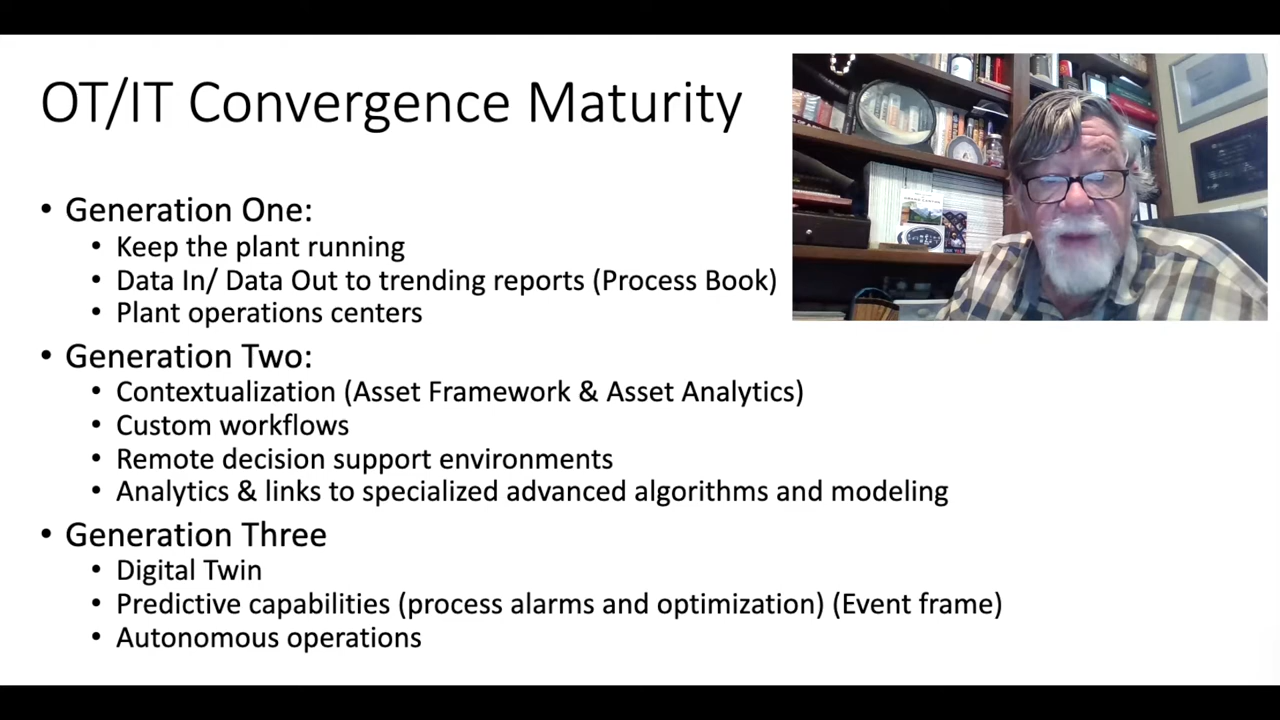 OT/IT Convergence Maturity
• Generation One:
• Keep the plant running
• Data In/ Data Out to trending reports (Process Book)
• Plant operations centers
• Generation Two:
• Contextualization (Asset Framework & Asset Analytics)
• Custom workflows
• Remote decision support environments
• Analytics & links to specialized advanced algorithms and modeling
• Generation Three
• Digital Twin
• Predictive capabilities (process alarms and optimization) (Event frame)
• Autonomous operations